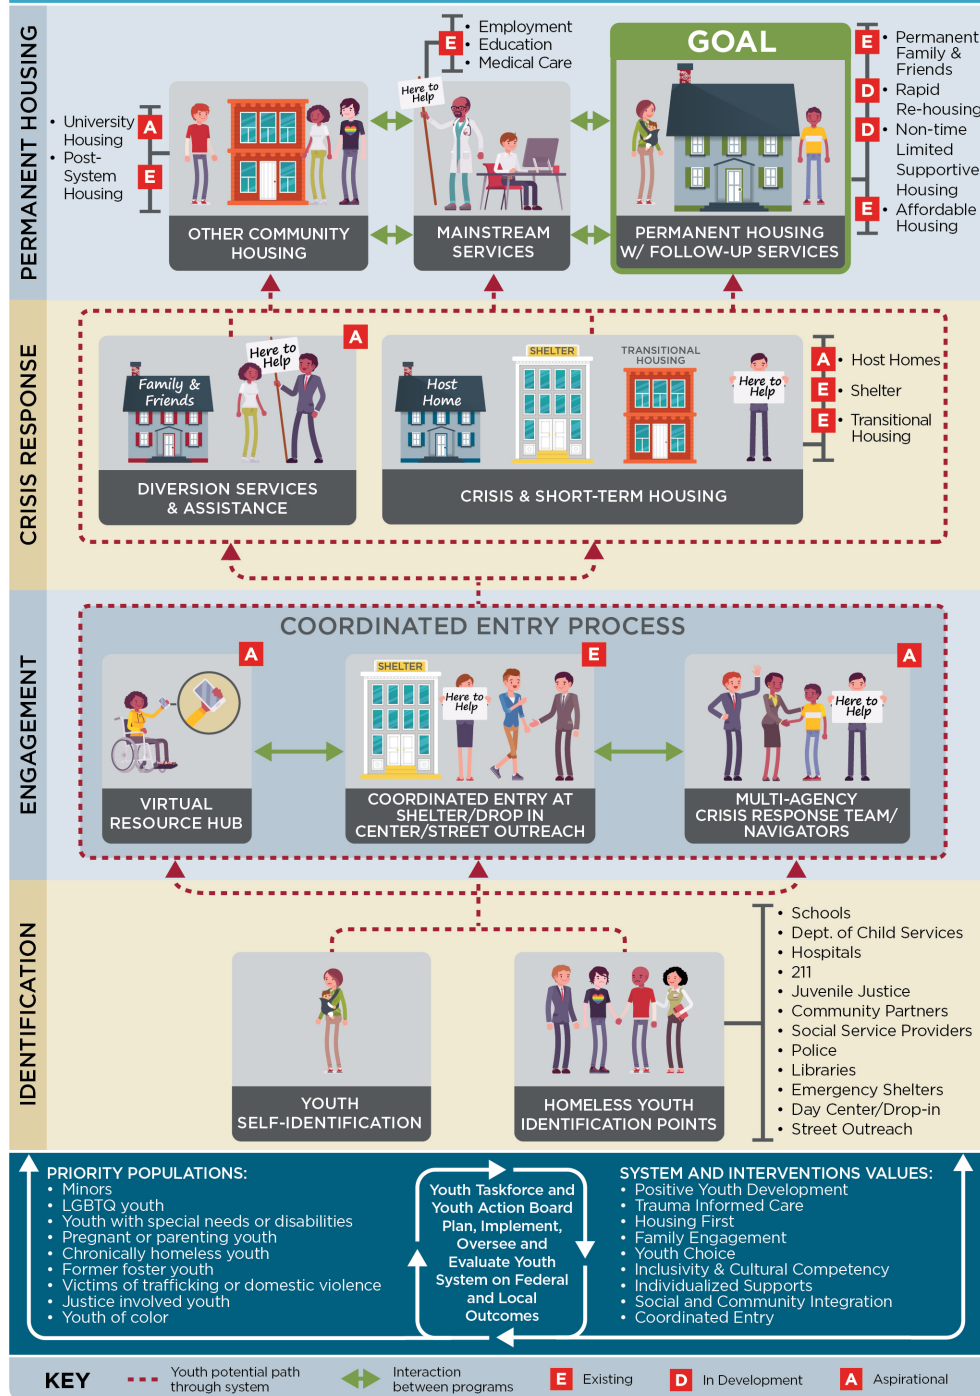 PERMANENT HOUSING
• Employment
E • Education
• Medical Care
GOAL
E • Permanent
Family &
Friends
D • Rapid
Re-housing
D • Non-time
Limited
Supportive
Housing
E • Affordable
Housing
• University
Housing
A
• Post-
System
Housing
E
Here to
Help
OTHER COMMUNITY
HOUSING
MAINSTREAM
SERVICES
PERMANENT HOUSING
W/ FOLLOW-UP SERVICES
CRISIS RESPONSE
A
Family &
Friends
Here to
Help
DIVERSION SERVICES
& ASSISTANCE
Host
Home
SHELTER
TRANSITIONAL
HOUSING
Here to
Help
CRISIS & SHORT-TERM HOUSING
A • Host Homes
E • Shelter
E • Transitional
Housing
ENGAGEMENT
COORDINATED ENTRY PROCESS
A
VIRTUAL
RESOURCE HUB
E
SHELTER
Here to
Help
COORDINATED ENTRY AT
SHELTER/DROP IN
CENTER/STREET OUTREACH
A
Here to
Help
MULTI-AGENCY
CRISIS RESPONSE TEAM/
NAVIGATORS
IDENTIFICATION
YOUTH
SELF-IDENTIFICATION
HOMELESS YOUTH
IDENTIFICATION POINTS
• Schools
• Dept. of Child Services
• Hospitals
• 211
• Juvenile Justice
• Community Partners
• Social Service Providers
• Police
• Libraries
• Emergency Shelters
• Day Center/Drop-in
• Street Outreach
PRIORITY POPULATIONS:
• Minors
• LGBTQ youth
• Youth with special needs or disabilities
• Pregnant or parenting youth
• Chronically homeless youth
• Former foster youth
• Victims of trafficking or domestic violence
• Justice involved youth
• Youth of color
Youth Taskforce and
Youth Action Board
Plan, Implement,
Oversee and
Evaluate Youth
System on Federal
and Local
Outcomes
SYSTEM AND INTERVENTIONS VALUES:
• Positive Youth Development
• Trauma Informed Care
• Housing First
• Family Engagement
• Youth Choice
• Inclusivity & Cultural Competency
• Individualized Supports
• Social and Community Integration
• Coordinated Entry
KEY
Youth potential path
through system
Interaction
between programs
E Existing
D In Development
A Aspirational